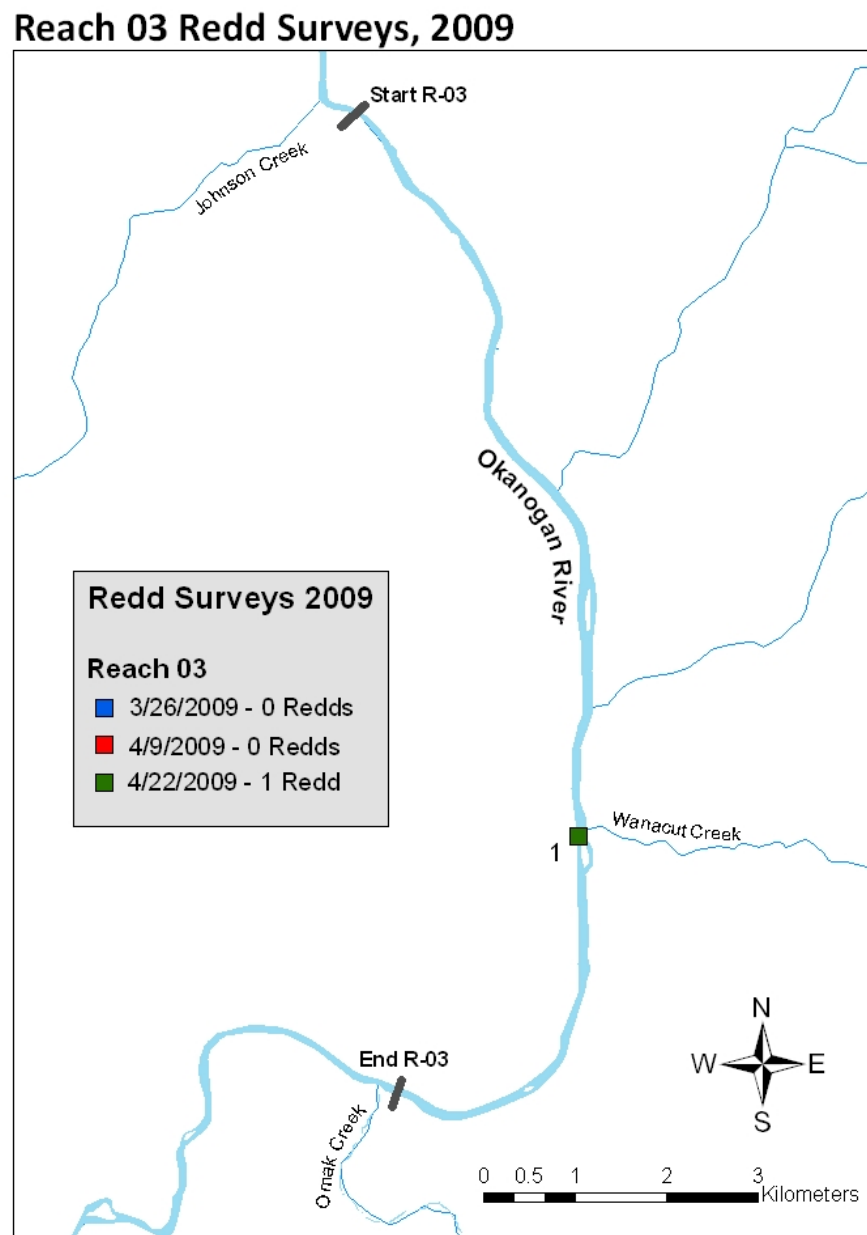 Reach 03 Redd Surveys, 2009
Start R-03
Johnson Creek
Okanogan River
Redd Surveys 2009
Reach 03
3/26/2009 - 0 Redds
4/9/2009 - 0 Redds
4/22/2009 - 1 Redd
Wanacut Creek
1
N
W E
S
End R-03
Omak Creek
0 0.5 1 2 3
Kilometers